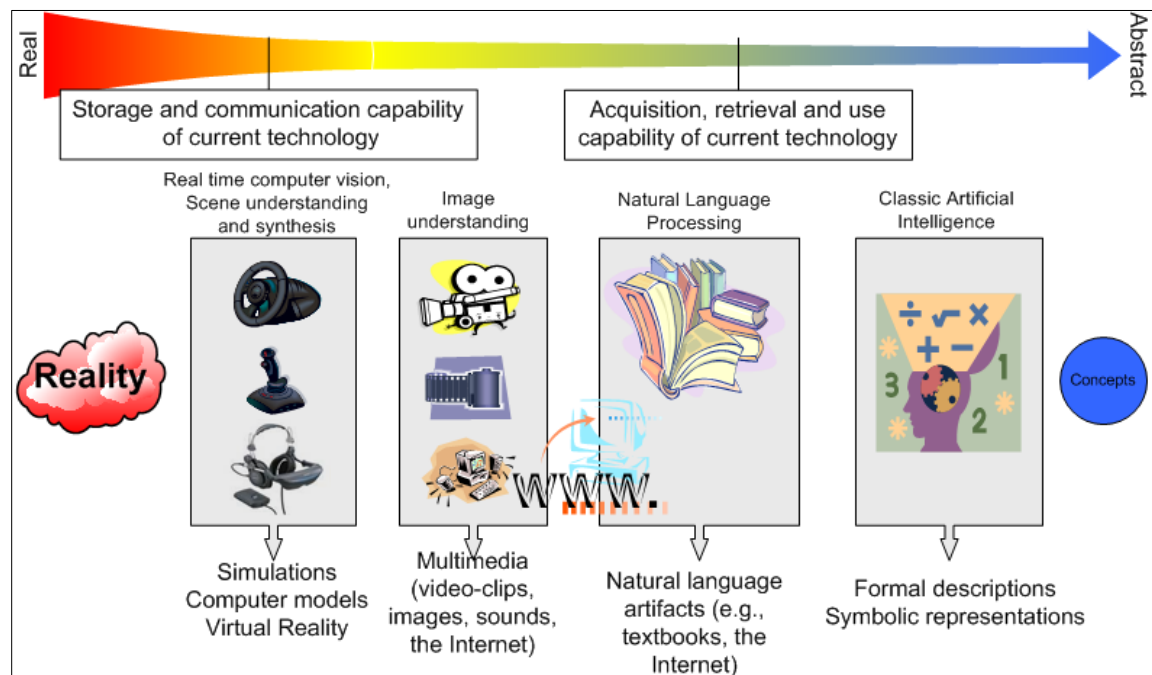 Real
Abstract
Storage and communication capability
of current technology
Acquisition, retrieval and use
capability of current technology
Real time computer vision,
Scene understanding
and synthesis
Image
understanding
Natural Language
Processing
Classic Artificial
Intelligence
Reality
÷ √ ×
+ −
3
1
2
Concepts
www.
Simulations
Computer models
Virtual Reality
Multimedia
(video-clips,
images, sounds,
the Internet)
Natural language
artifacts (e.g.,
textbooks, the
Internet)
Formal descriptions
Symbolic representations